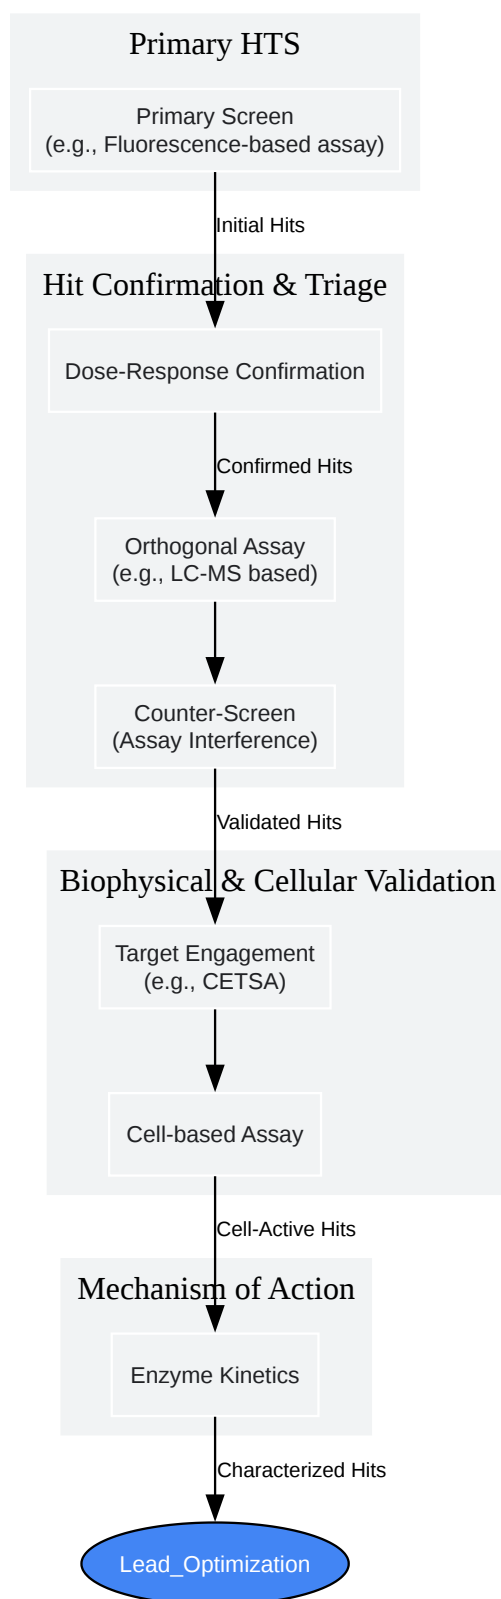 Primary HTS
Primary Screen
(e.g., Fluorescence-based assay)
Initial Hits
Hit Confirmation & Triage
Dose-Response Confirmation
Confirmed Hits
Orthogonal Assay
(e.g., LC-MS based)
Counter-Screen
(Assay Interference)
Validated Hits
Biophysical & Cellular Validation
Target Engagement
(e.g., CETSA)
Cell-based Assay
Cell-Active Hits
Mechanism of Action
Enzyme Kinetics
Characterized Hits
Lead_Optimization